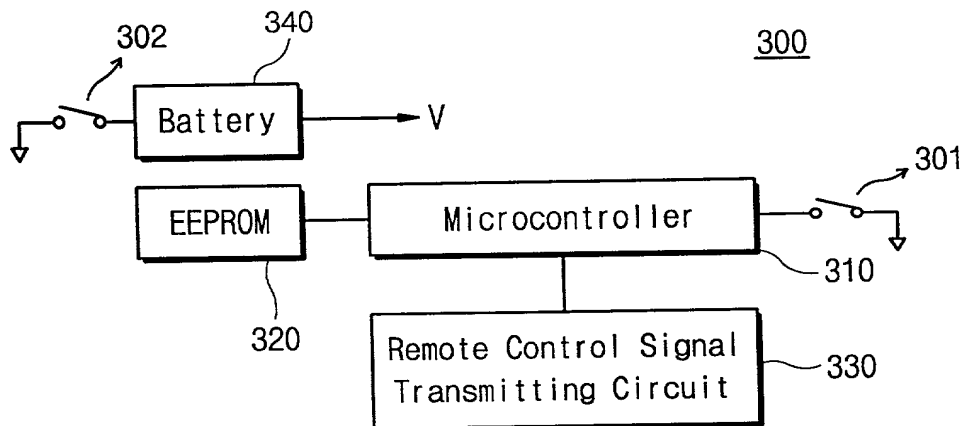 302
340
300
Battery
V
301
EEPROM
Microcontroller
310
320
Remote Control Signal
Transmitting Circuit
330